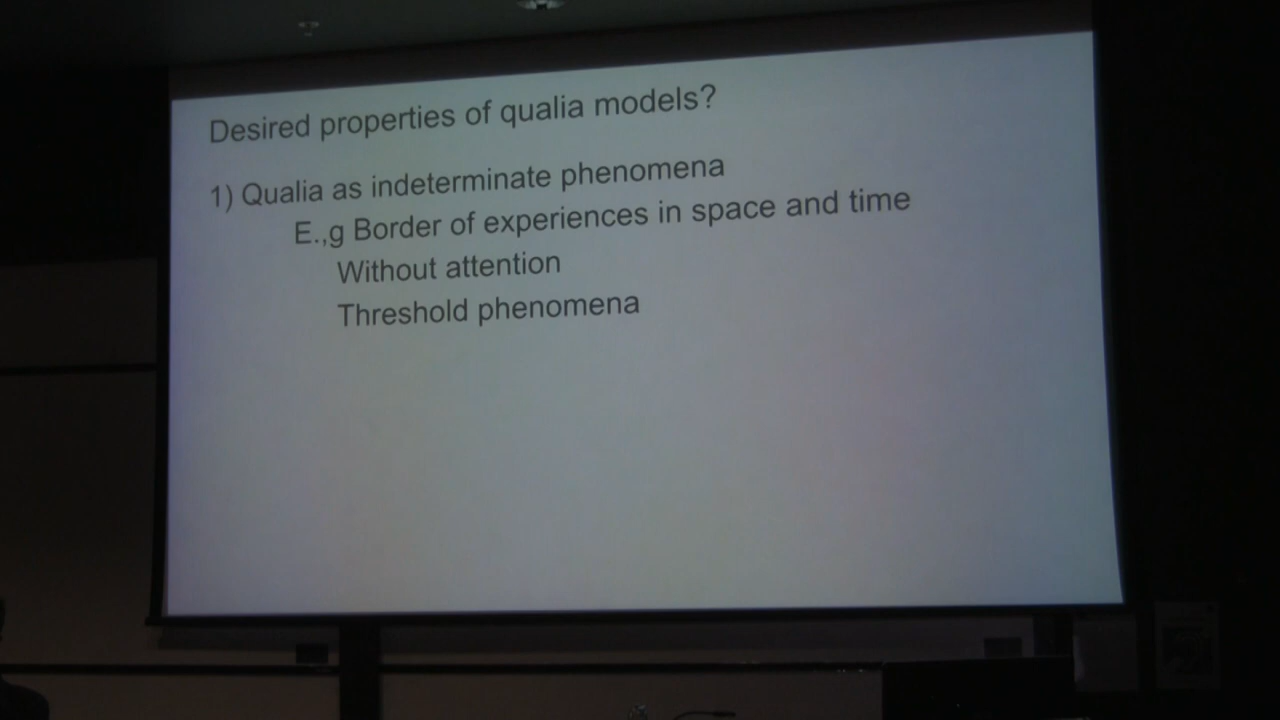 Desired properties of qualia models?
1) Qualia as indeterminate phenomena
E.,g Border of experiences in space and time
Without attention
Threshold phenomena